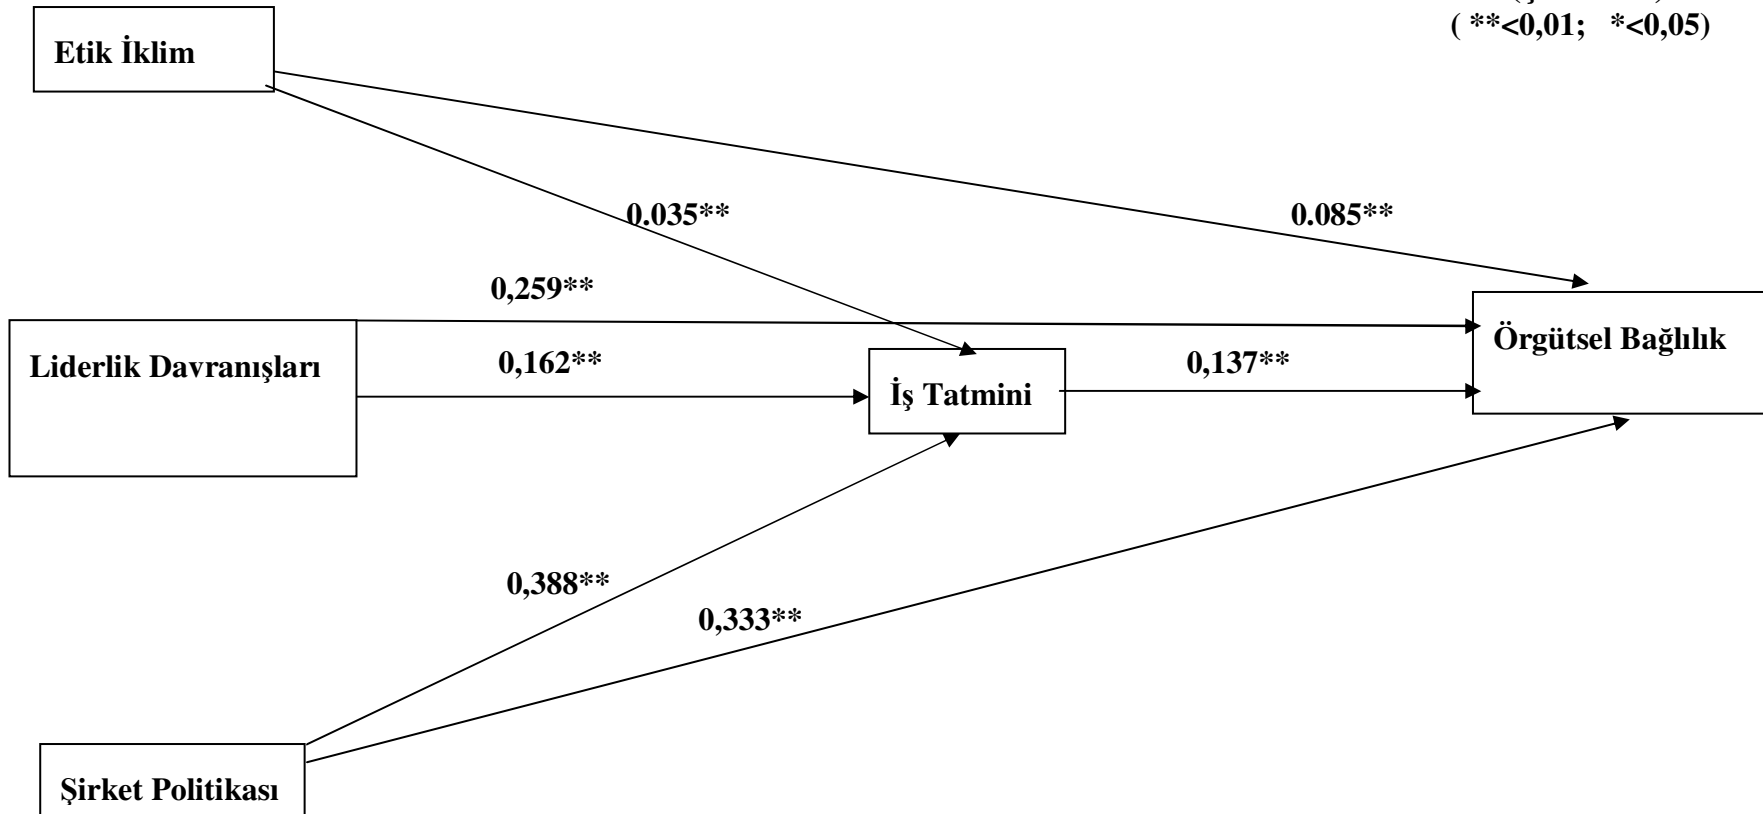 ( **<0,01; *<0,05)
Etik İklim
0.035**
0.085**
0,259**
Liderlik Davranışları
0,162**
İş Tatmini
0,137**
Örgütsel Bağlılık
0,388**
0,333**
Şirket Politikası